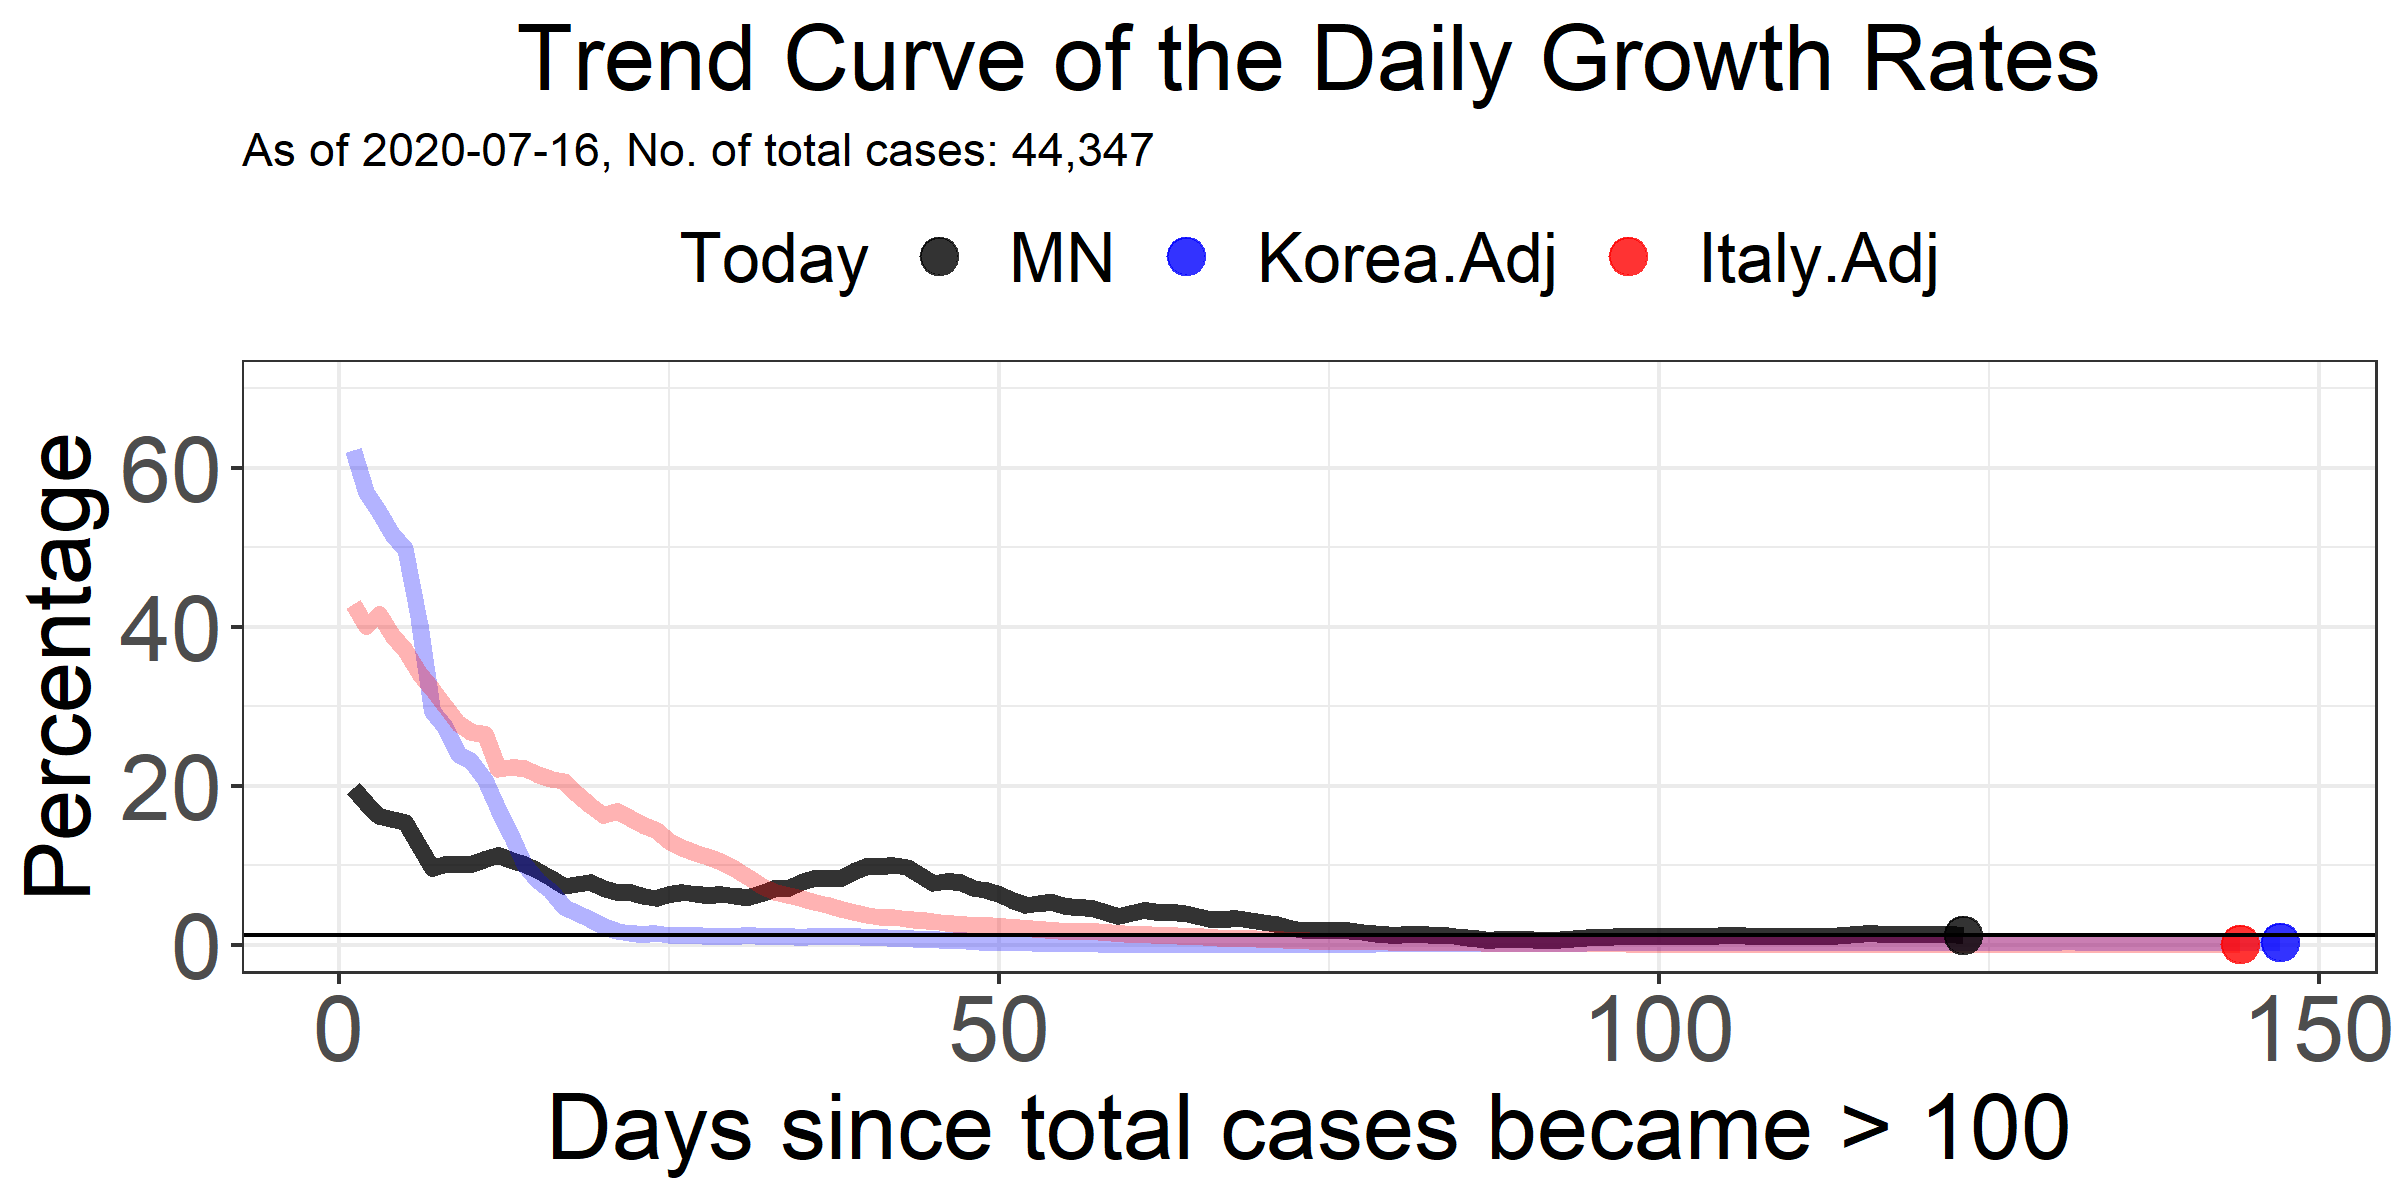 Trend Curve of the Daily Growth Rates
As of 2020-07-16, No. of total cases: 44,347
Today MN Korea.Adj Italy.Adj
Percentage
60
40
20
0
0 50 100 150
Days since total cases became > 100